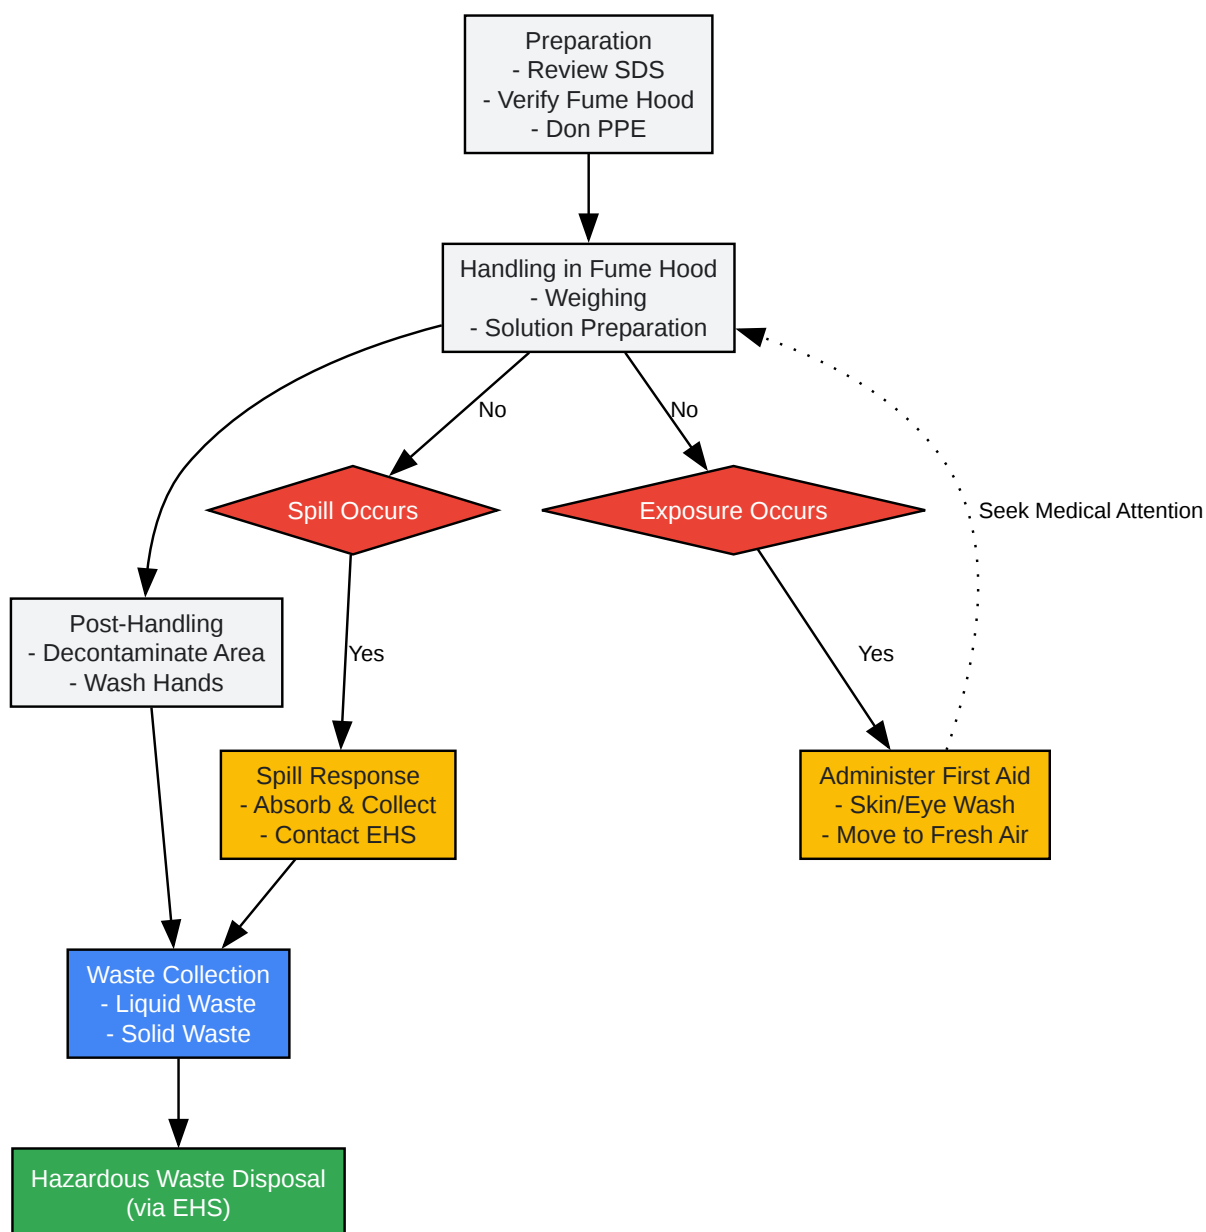 Preparation
- Review SDS
- Verify Fume Hood
- Don PPE
Handling in Fume Hood
- Weighing
- Solution Preparation
No
No
Spill Occurs
Exposure Occurs
Seek Medical Attention
Post-Handling
- Decontaminate Area
- Wash Hands
Yes
Yes
Spill Response
- Absorb & Collect
- Contact EHS
Administer First Aid
- Skin/Eye Wash
- Move to Fresh Air
Waste Collection
- Liquid Waste
- Solid Waste
Hazardous Waste Disposal
(via EHS)